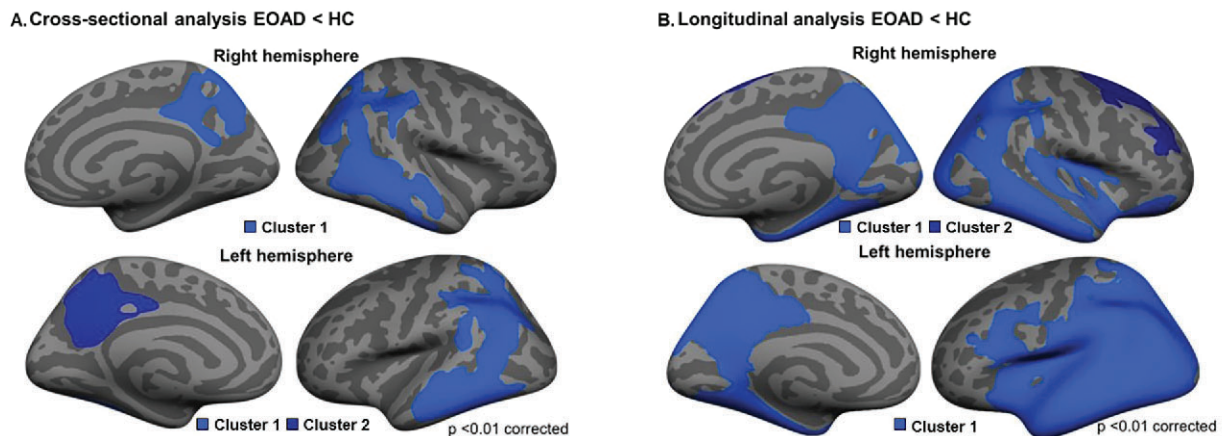 A. Cross-sectional analysis EOAD < HC
Right hemisphere
Cluster 1
Left hemisphere
Cluster 1 Cluster 2
p <0.01 corrected
B. Longitudinal analysis EOAD < HC
Right hemisphere
Cluster 1 Cluster 2
Left hemisphere
Cluster 1
p <0.01 corrected